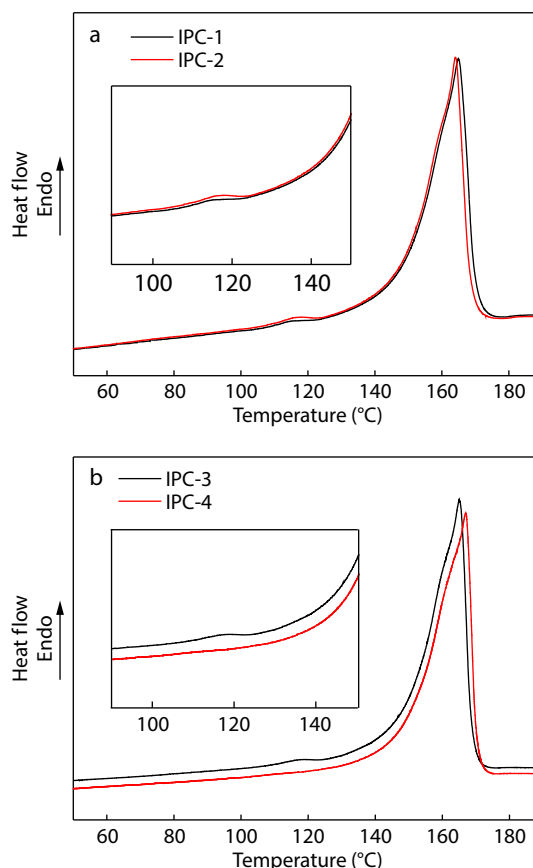 a
IPC-1
IPC-2
Heat flow
Endo
100 120 140
60 80 100 120 140 160 180
Temperature (°C)
b
IPC-3
IPC-4
Heat flow
Endo
100 120 140
60 80 100 120 140 160 180
Temperature (°C)